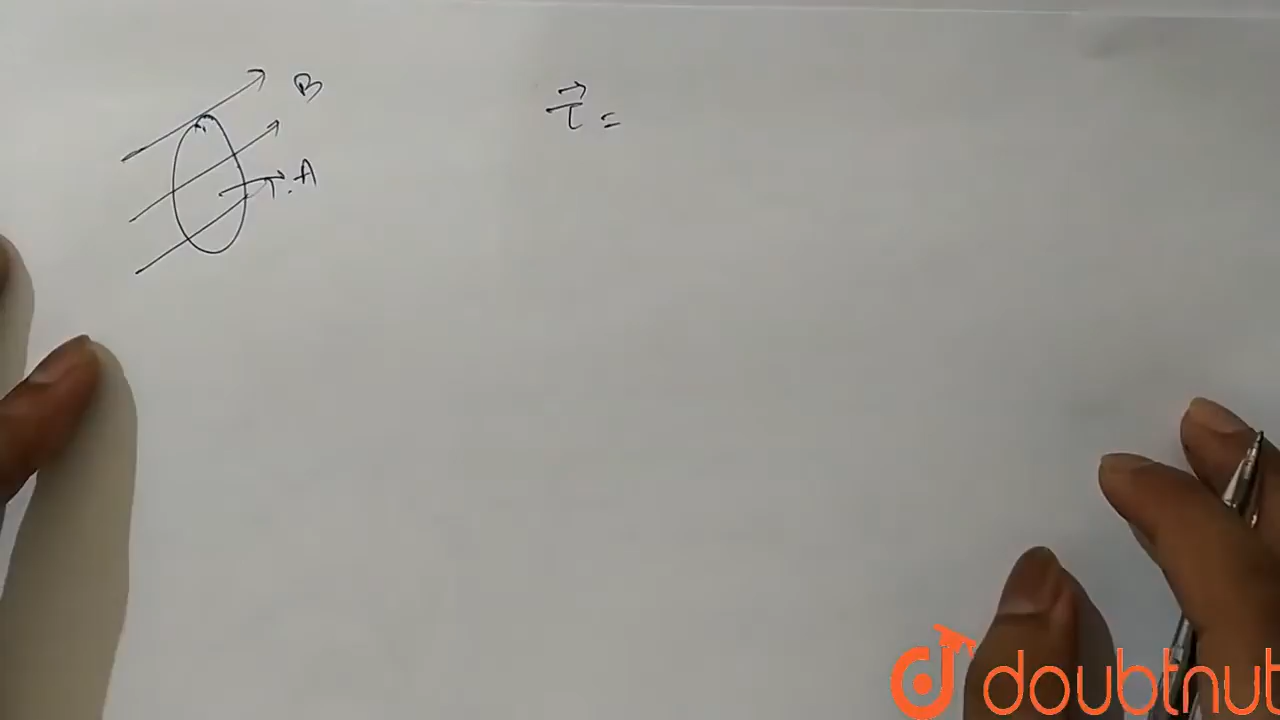 B
τ⃗ =
A
doubtnut